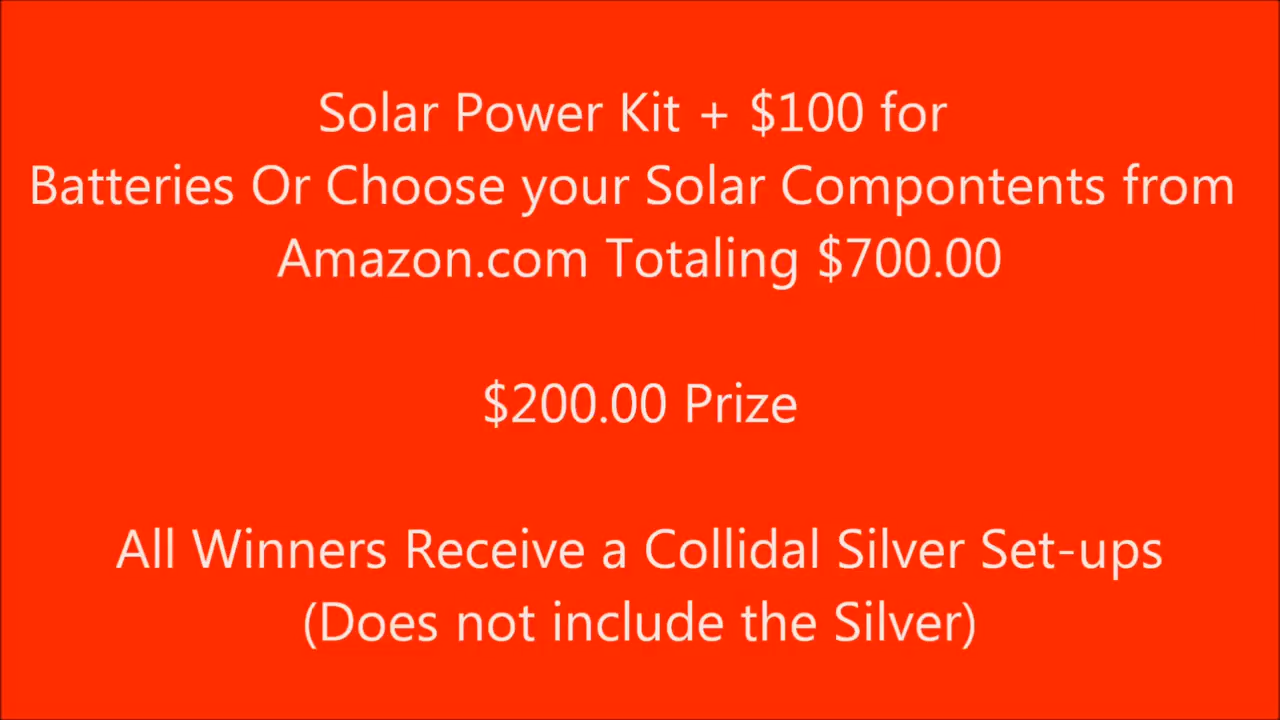 Solar Power Kit + $100 for
Batteries Or Choose your Solar Compontents from
Amazon.com Totaling $700.00
$200.00 Prize
All Winners Receive a Collidal Silver Set-ups
(Does not include the Silver)